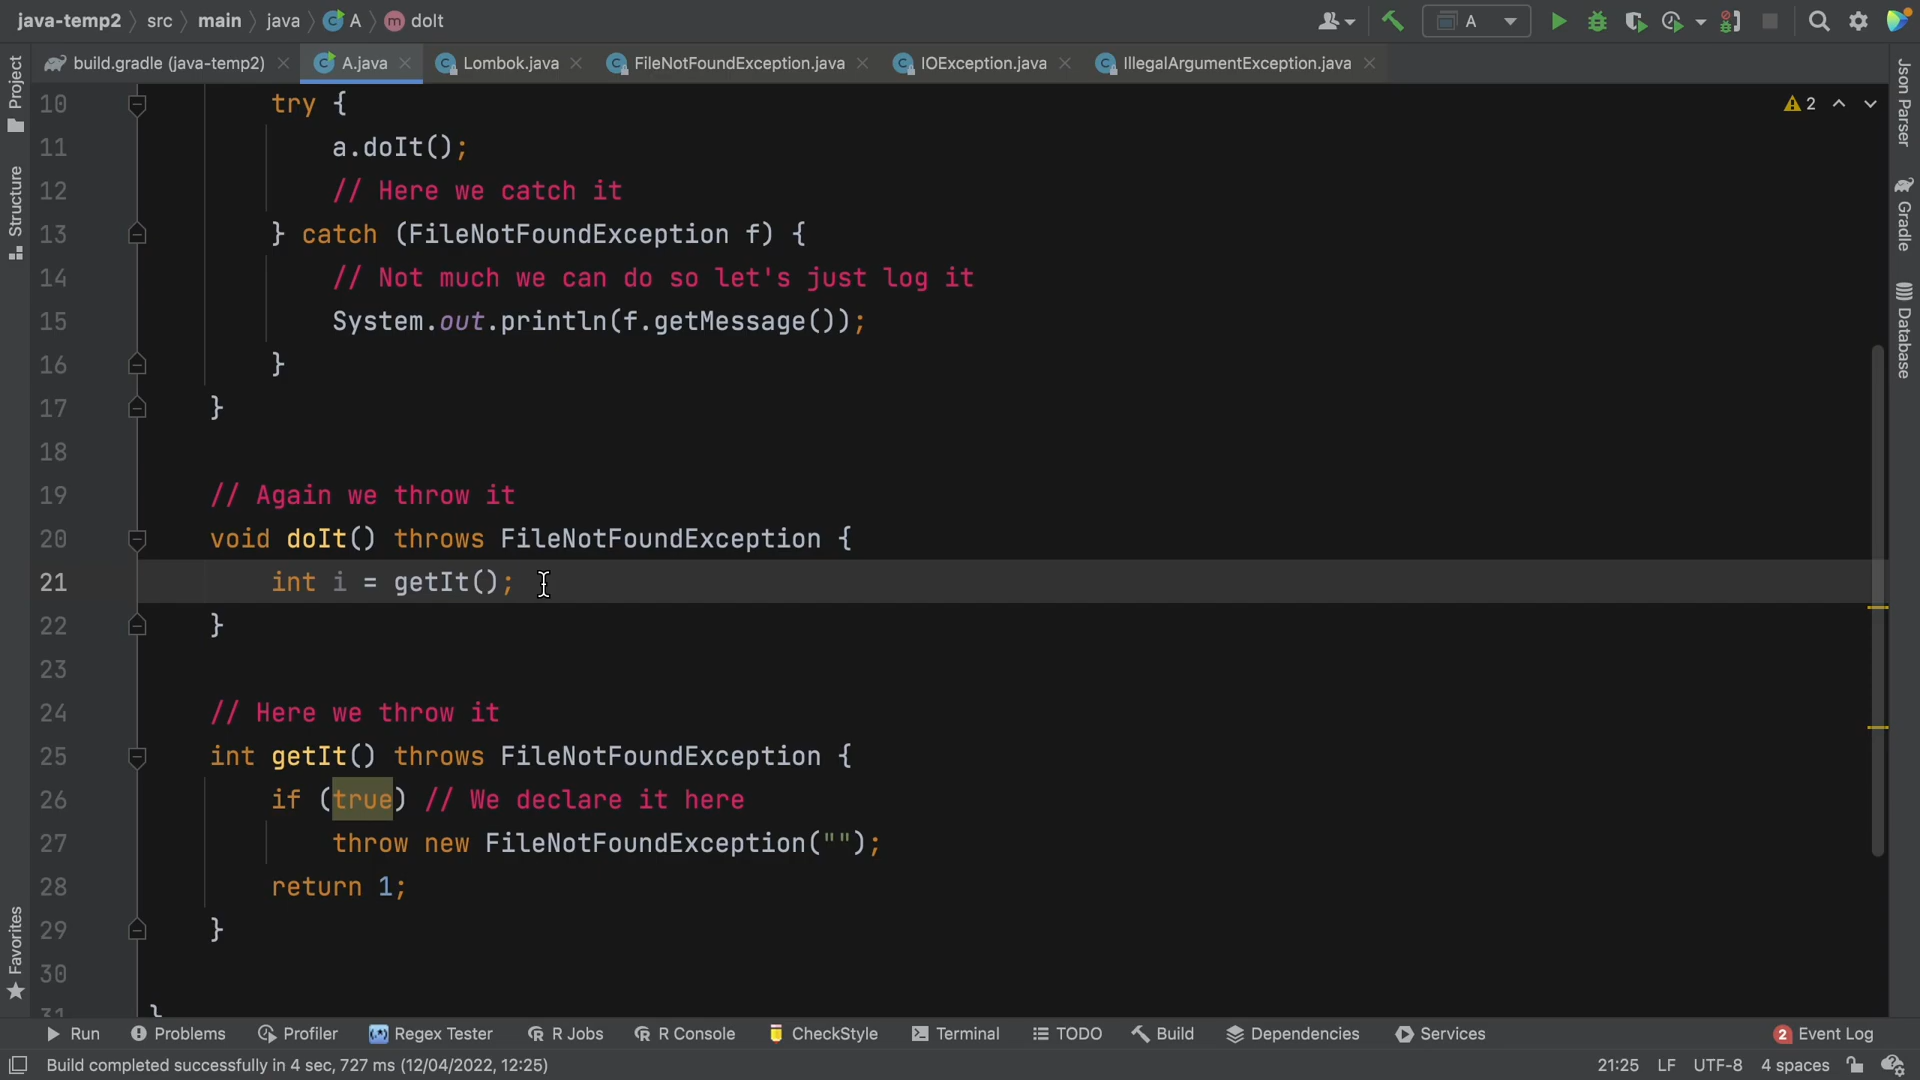 java-temp2 src main java A doIt
A
build.gradle (java-temp2) A.java Lombok.java FileNotFoundException.java IOException.java IllegalArgumentException.java
Project
Structure
Favorites
Json Parser
Gradle
Database
2
10 try {
11 a.doIt();
12 // Here we catch it
13 } catch (FileNotFoundException f) {
14 // Not much we can do so let's just log it
15 System.out.println(f.getMessage());
16 }
17 }
18
19 // Again we throw it
20 void doIt() throws FileNotFoundException {
21 int i = getIt();
22 }
23
24 // Here we throw it
25 int getIt() throws FileNotFoundException {
26 if (true) // We declare it here
27 throw new FileNotFoundException("");
28 return 1;
29 }
30
31 }
Run Problems Profiler Regex Tester R Jobs R Console CheckStyle Terminal TODO Build Dependencies Services 2 Event Log
Build completed successfully in 4 sec, 727 ms (12/04/2022, 12:25) 21:25 LF UTF-8 4 spaces